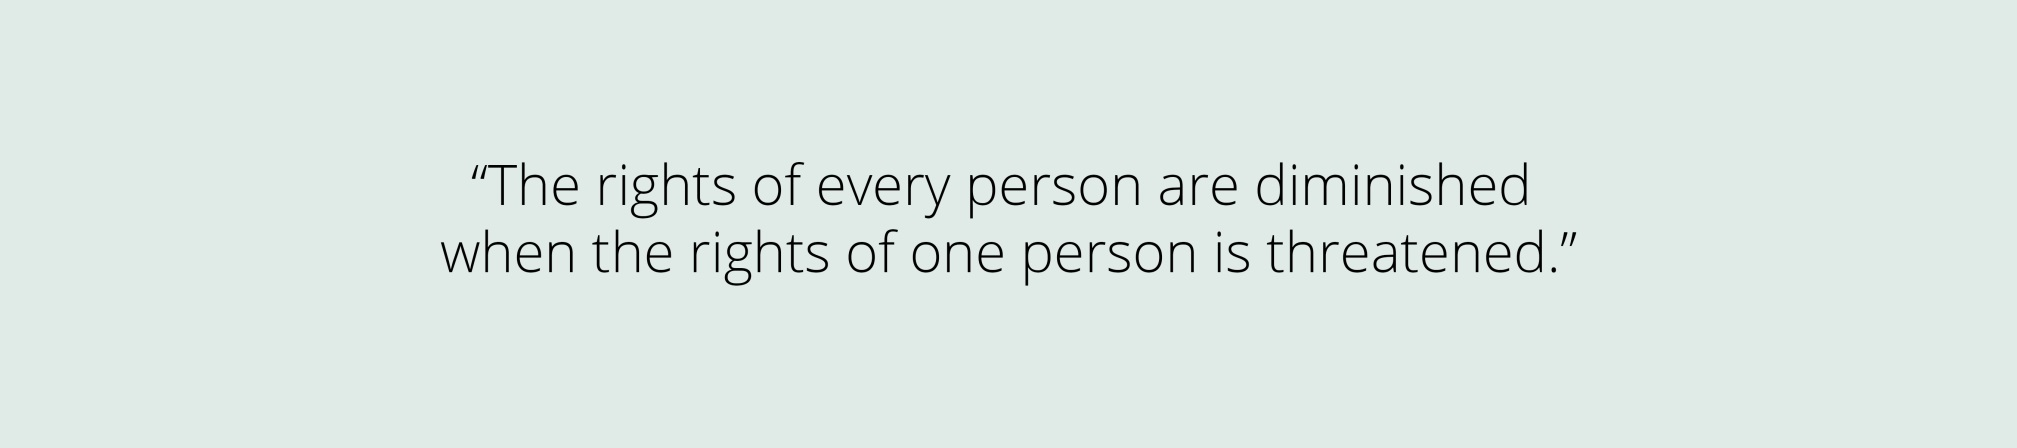 “The rights of every person are diminished
when the rights of one person is threatened.”